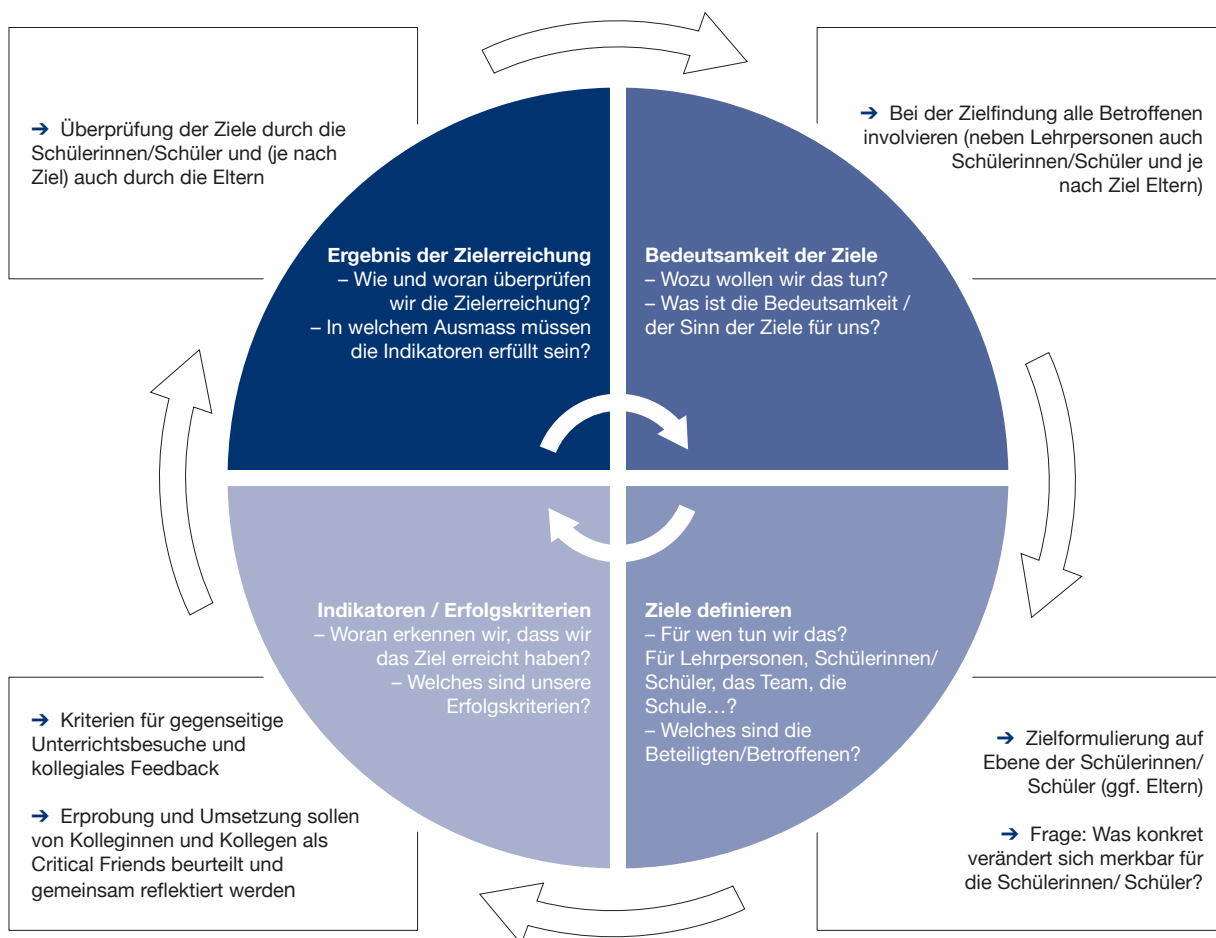 ➔ Überprüfung der Ziele durch die
Schülerinnen/Schüler und (je nach
Ziel) auch durch die Eltern
➔ Bei der Zielfindung alle Betroffenen
involvieren (neben Lehrpersonen auch
Schülerinnen/Schüler und je
nach Ziel Eltern)
Ergebnis der Zielerreichung
– Wie und woran überprüfen
wir die Zielerreichung?
– In welchem Ausmass müssen
die Indikatoren erfüllt sein?
Bedeutsamkeit der Ziele
– Wozu wollen wir das tun?
– Was ist die Bedeutsamkeit /
der Sinn der Ziele für uns?
Indikatoren / Erfolgskriterien
– Woran erkennen wir, dass wir
das Ziel erreicht haben?
– Welches sind unsere
Erfolgskriterien?
Ziele definieren
– Für wen tun wir das?
Für Lehrpersonen, Schülerinnen/
Schüler, das Team, die
Schule…?
– Welches sind die
Beteiligten/Betroffenen?
➔ Kriterien für gegenseitige
Unterrichtsbesuche und
kollegiales Feedback
➔ Erprobung und Umsetzung sollen
von Kolleginnen und Kollegen als
Critical Friends beurteilt und
gemeinsam reflektiert werden
➔ Zielformulierung auf
Ebene der Schülerinnen/
Schüler (ggf. Eltern)
➔ Frage: Was konkret
verändert sich merkbar für
die Schülerinnen/ Schüler?